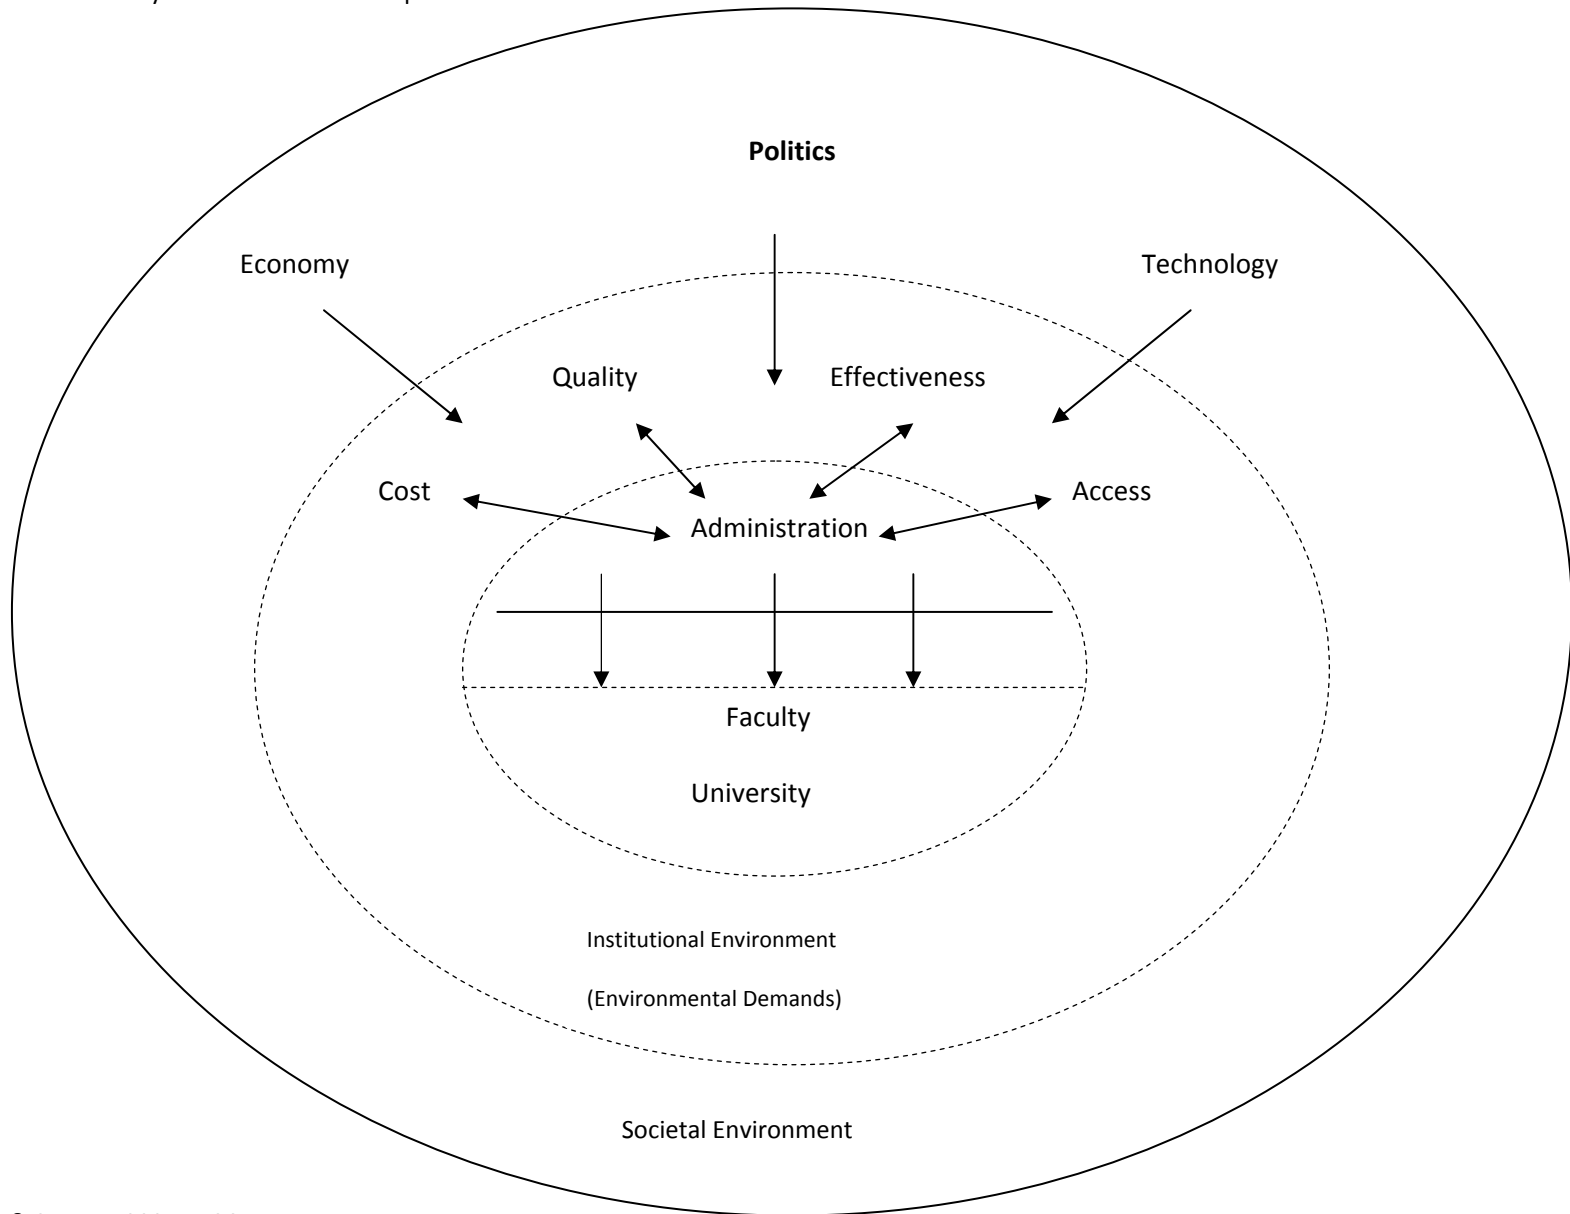 Politics
Economy
Technology
Quality
Effectiveness
Cost
Access
Administration
Faculty
University
Institutional Environment
(Environmental Demands)
Societal Environment